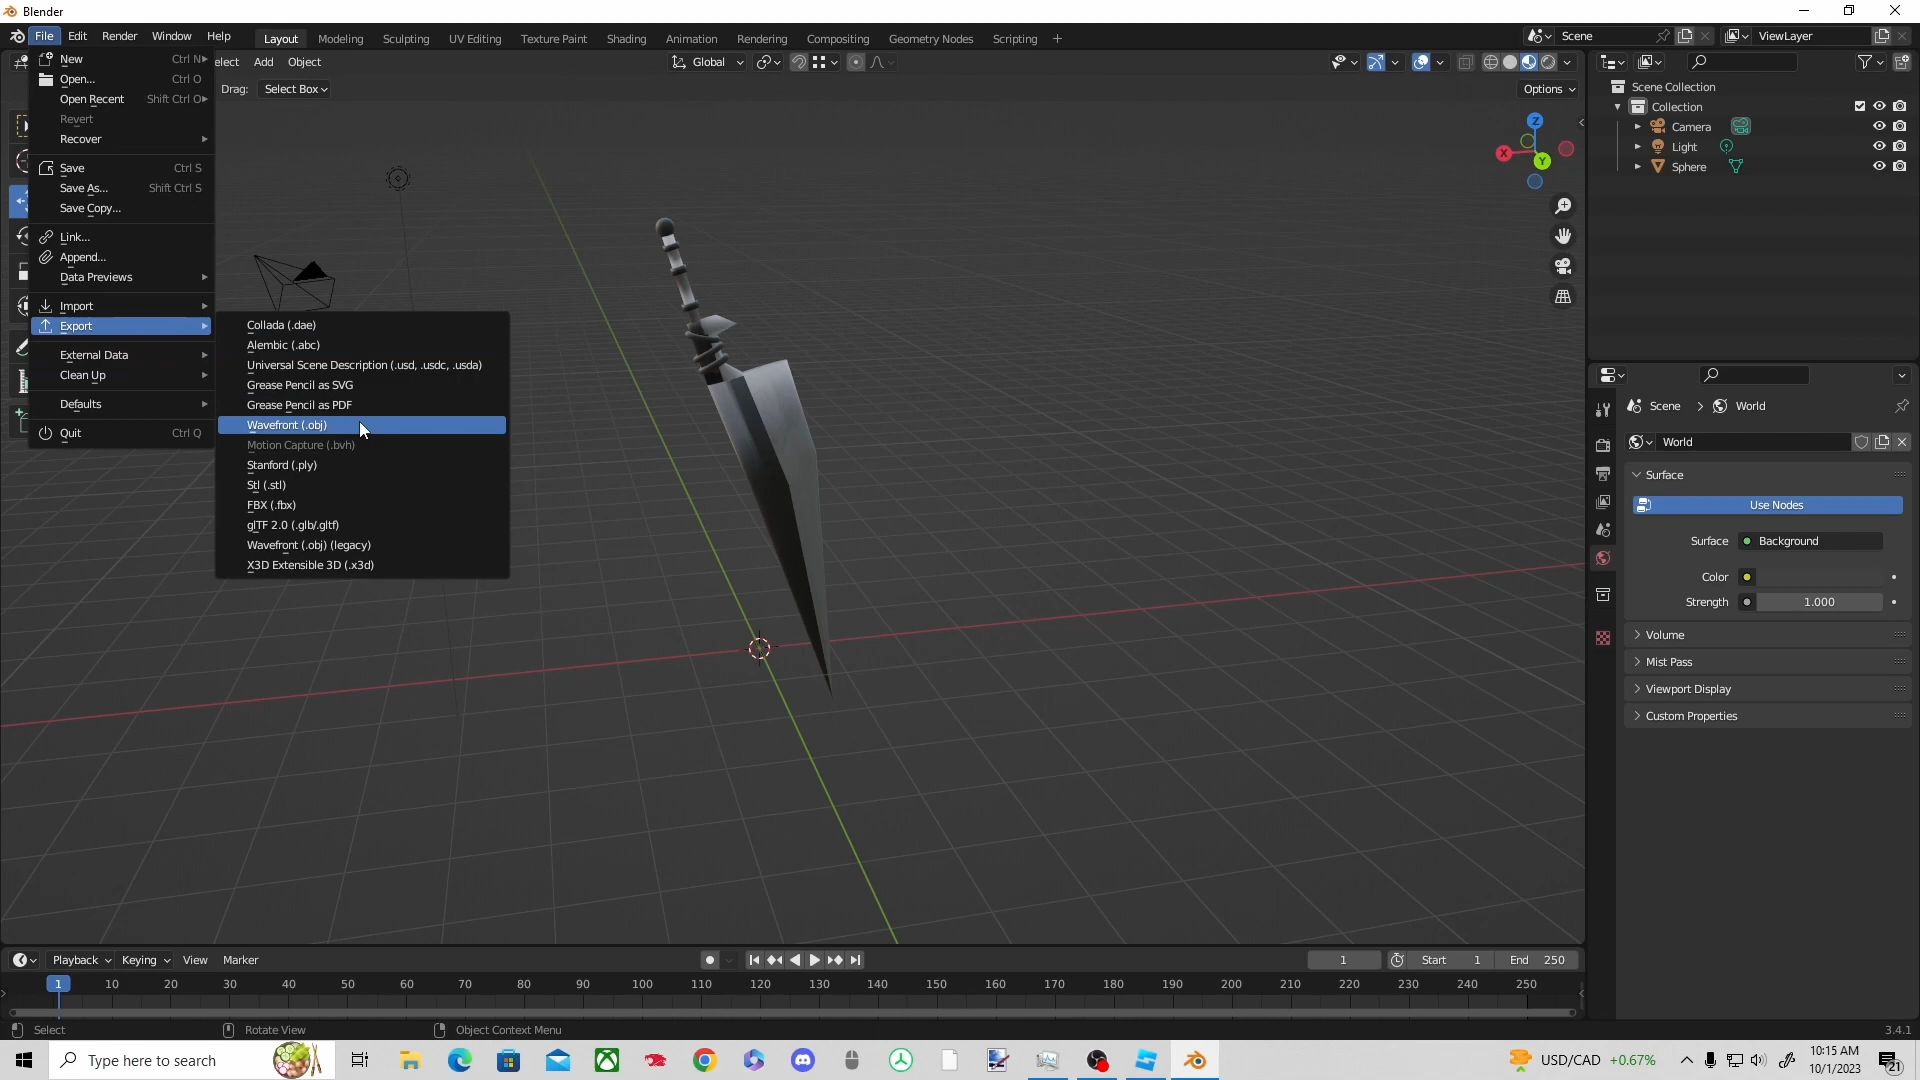 Blender
File Edit Render Window Help
Layout Modeling Sculpting UV Editing Texture Paint Shading Animation Rendering Compositing Geometry Nodes Scripting +
Scene
ViewLayer
New Ctrl N
Open... Ctrl O
Open Recent Shift Ctrl O
Revert
Recover
Save Ctrl S
Save As... Shift Ctrl S
Save Copy...
Link...
Append...
Data Previews
Import
Export
External Data
Clean Up
Defaults
Quit Ctrl Q
elect Add Object
Global
Drag: Select Box
Options
Collada (.dae)
Alembic (.abc)
Universal Scene Description (.usd, .usdc, .usda)
Grease Pencil as SVG
Grease Pencil as PDF
Wavefront (.obj)
Motion Capture (.bvh)
Stanford (.ply)
Stl (.stl)
FBX (.fbx)
glTF 2.0 (.glb/.gltf)
Wavefront (.obj) (legacy)
X3D Extensible 3D (.x3d)
Z
X
Y
Scene Collection
Collection
Camera
Light
Sphere
Scene > World
World
Surface
Use Nodes
Surface Background
Color
Strength 1.000
Volume
Mist Pass
Viewport Display
Custom Properties
Playback Keying View Marker
1 Start 1 End 250
1 10 20 30 40 50 60 70 80 90 100 110 120 130 140 150 160 170 180 190 200 210 220 230 240 250
Select Rotate View Object Context Menu
3.4.1
Type here to search
USD/CAD +0.67%
10:15 AM
10/1/2023
21